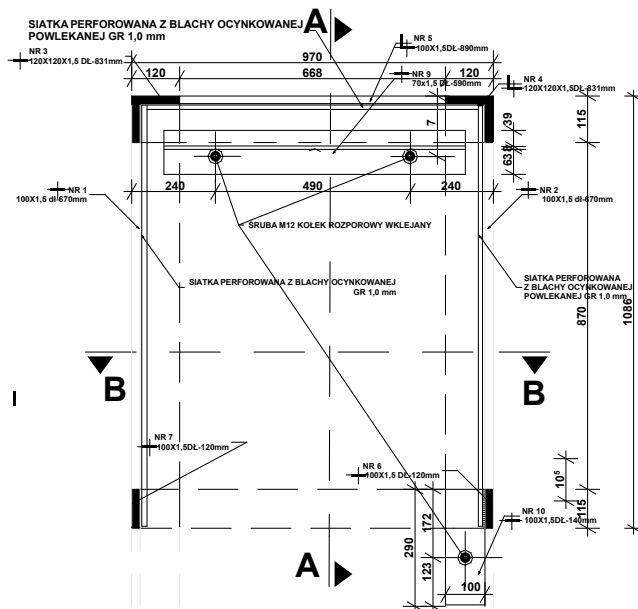 SIATKA PERFOROWANA Z BLACHY OCYNKOWANEJ
POWLEKANEJ GR 1,0 mm
A
NR 3
120X120X1,5 DŁ-831mm
970
NR 5
100X1,5DŁ-890mm
120
668
120
NR 9
70x1,5 DŁ-590mm
NR 4
120X120X1,5DŁ-831mm
7
39
8
63
115
240
490
240
NR 1
100X1,5 dł-670mm
NR 2
100X1,5 dł-670mm
ŚRUBA M12 KOŁEK ROZPOROWY WKLEJANY
SIATKA PERFOROWANA Z BLACHY OCYNKOWANEJ
GR 1,0 mm
SIATKA PERFOROWANA
Z BLACHY OCYNKOWANEJ
POWLEKANEJ GR 1,0 mm
870
1086
B
B
I
NR 7
100X1,5DŁ-120mm
NR 6
100X1,5 DŁ-120mm
10⁵
115
NR 10
100X1,5DŁ-140mm
172
290
123
100
A